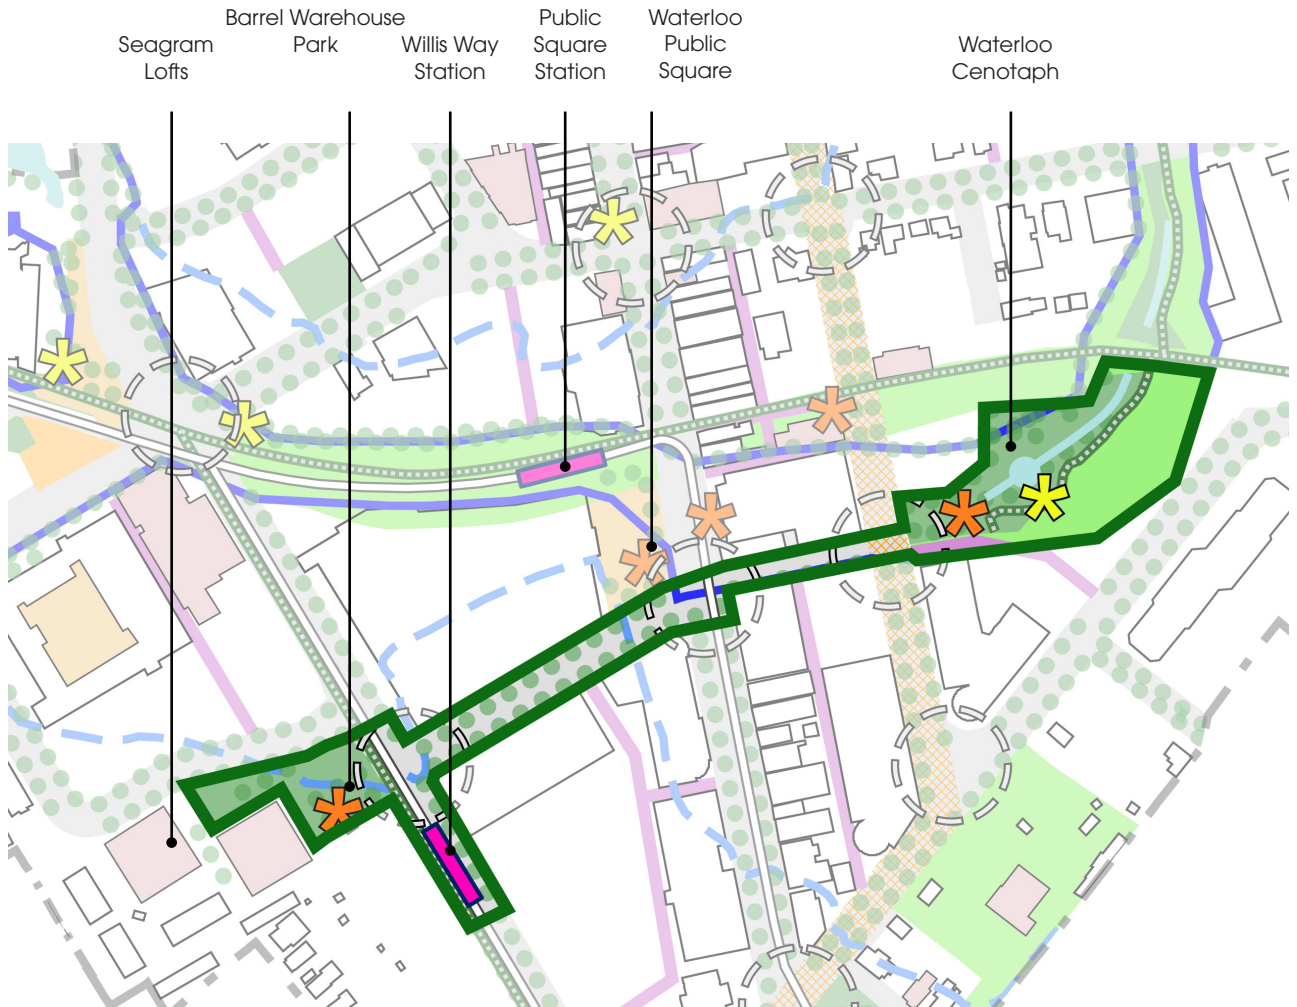 Seagram
Lofts
Barrel Warehouse
Park
Willis Way
Station
Public
Square
Station
Waterloo
Public
Square
Waterloo
Cenotaph